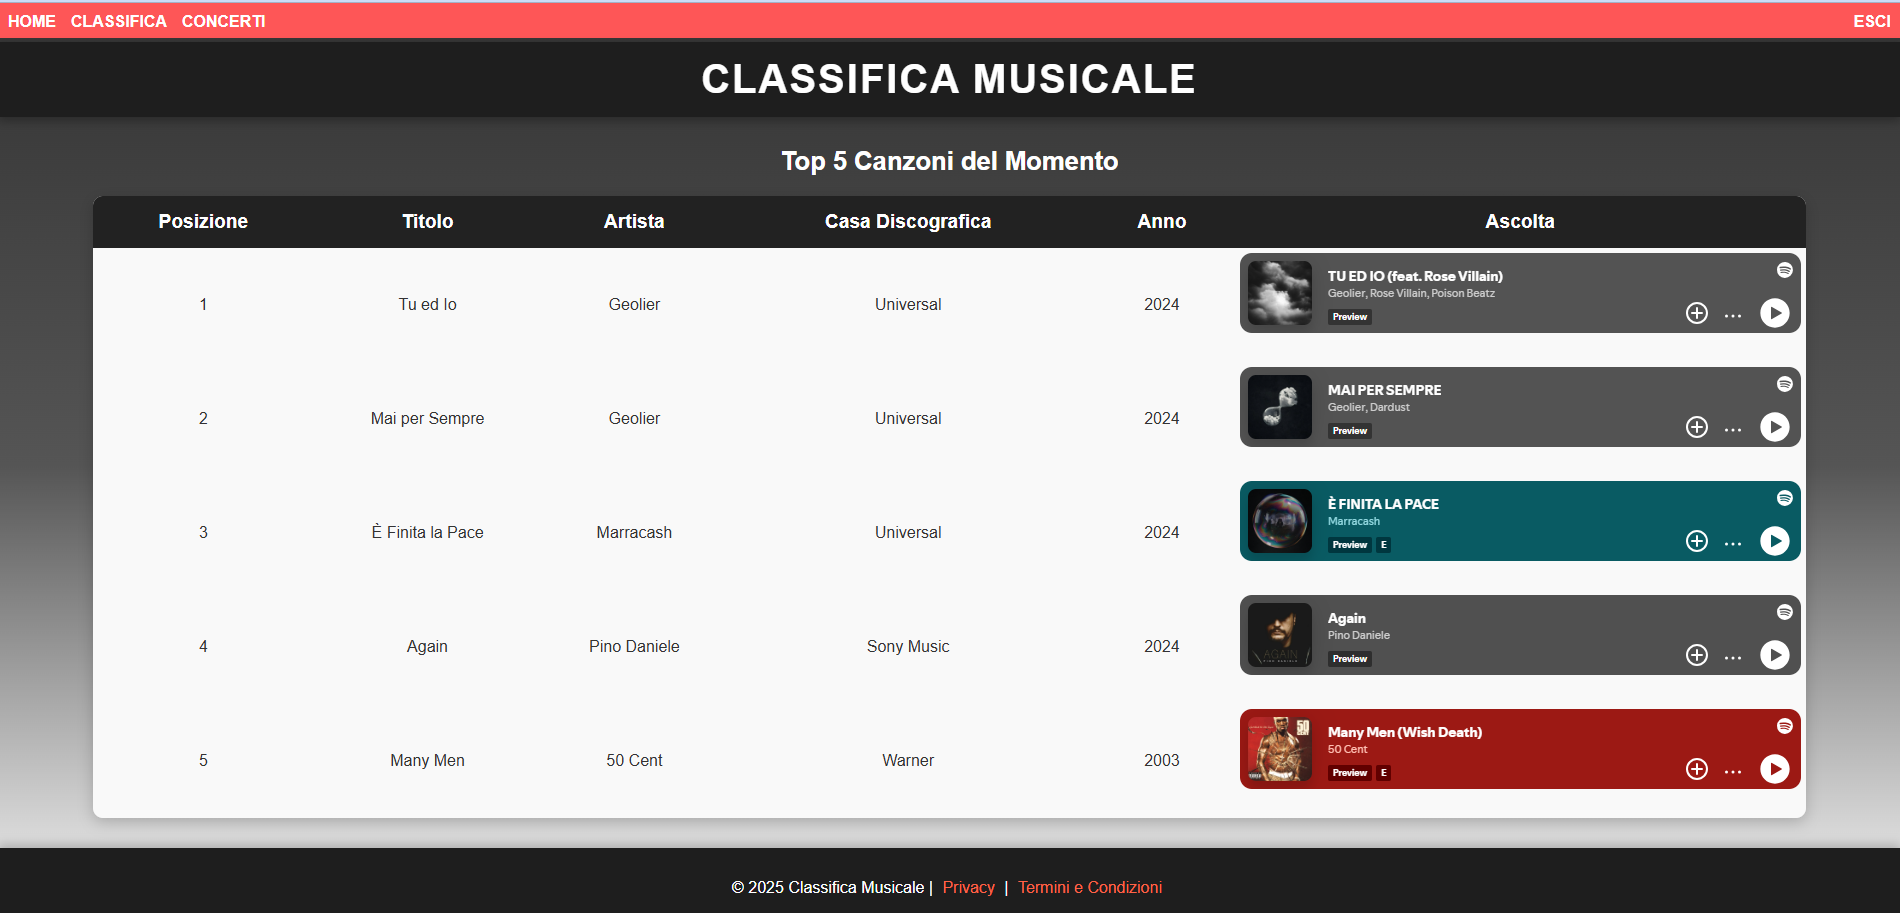 HOME CLASSIFICA CONCERTI ESCI
CLASSIFICA MUSICALE
Top 5 Canzoni del Momento
Posizione Titolo Artista Casa Discografica Anno Ascolta
1 Tu ed Io Geolier Universal 2024
TU ED IO (feat. Rose Villain)
Geolier, Rose Villain, Poison Beatz
Preview
2 Mai per Sempre Geolier Universal 2024
MAI PER SEMPRE
Geolier, Dardust
Preview
3 È Finita la Pace Marracash Universal 2024
È FINITA LA PACE
Marracash
Preview E
4 Again Pino Daniele Sony Music 2024
AGAIN
PINO DANIELE
Again
Pino Daniele
Preview
5 Many Men 50 Cent Warner 2003
50
Many Men (Wish Death)
50 Cent
Preview E
© 2025 Classifica Musicale | Privacy | Termini e Condizioni